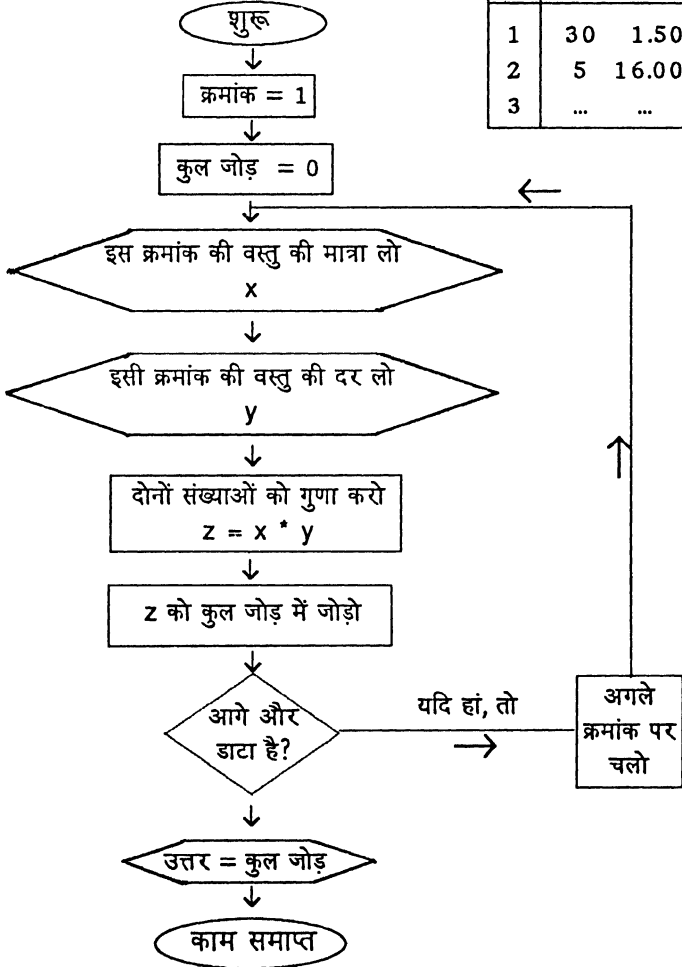 शुरू
1 30 1.50
2 5 16.00
3 ... ...
क्रमांक = 1
कुल जोड़ = 0
इस क्रमांक की वस्तु की मात्रा लो
x
इसी क्रमांक की वस्तु की दर लो
y
दोनों संख्याओं को गुणा करो
z = x * y
z को कुल जोड़ में जोड़ो
आगे और
डाटा है?
यदि हां, तो
अगले
क्रमांक पर
चलो
उत्तर = कुल जोड़
काम समाप्त